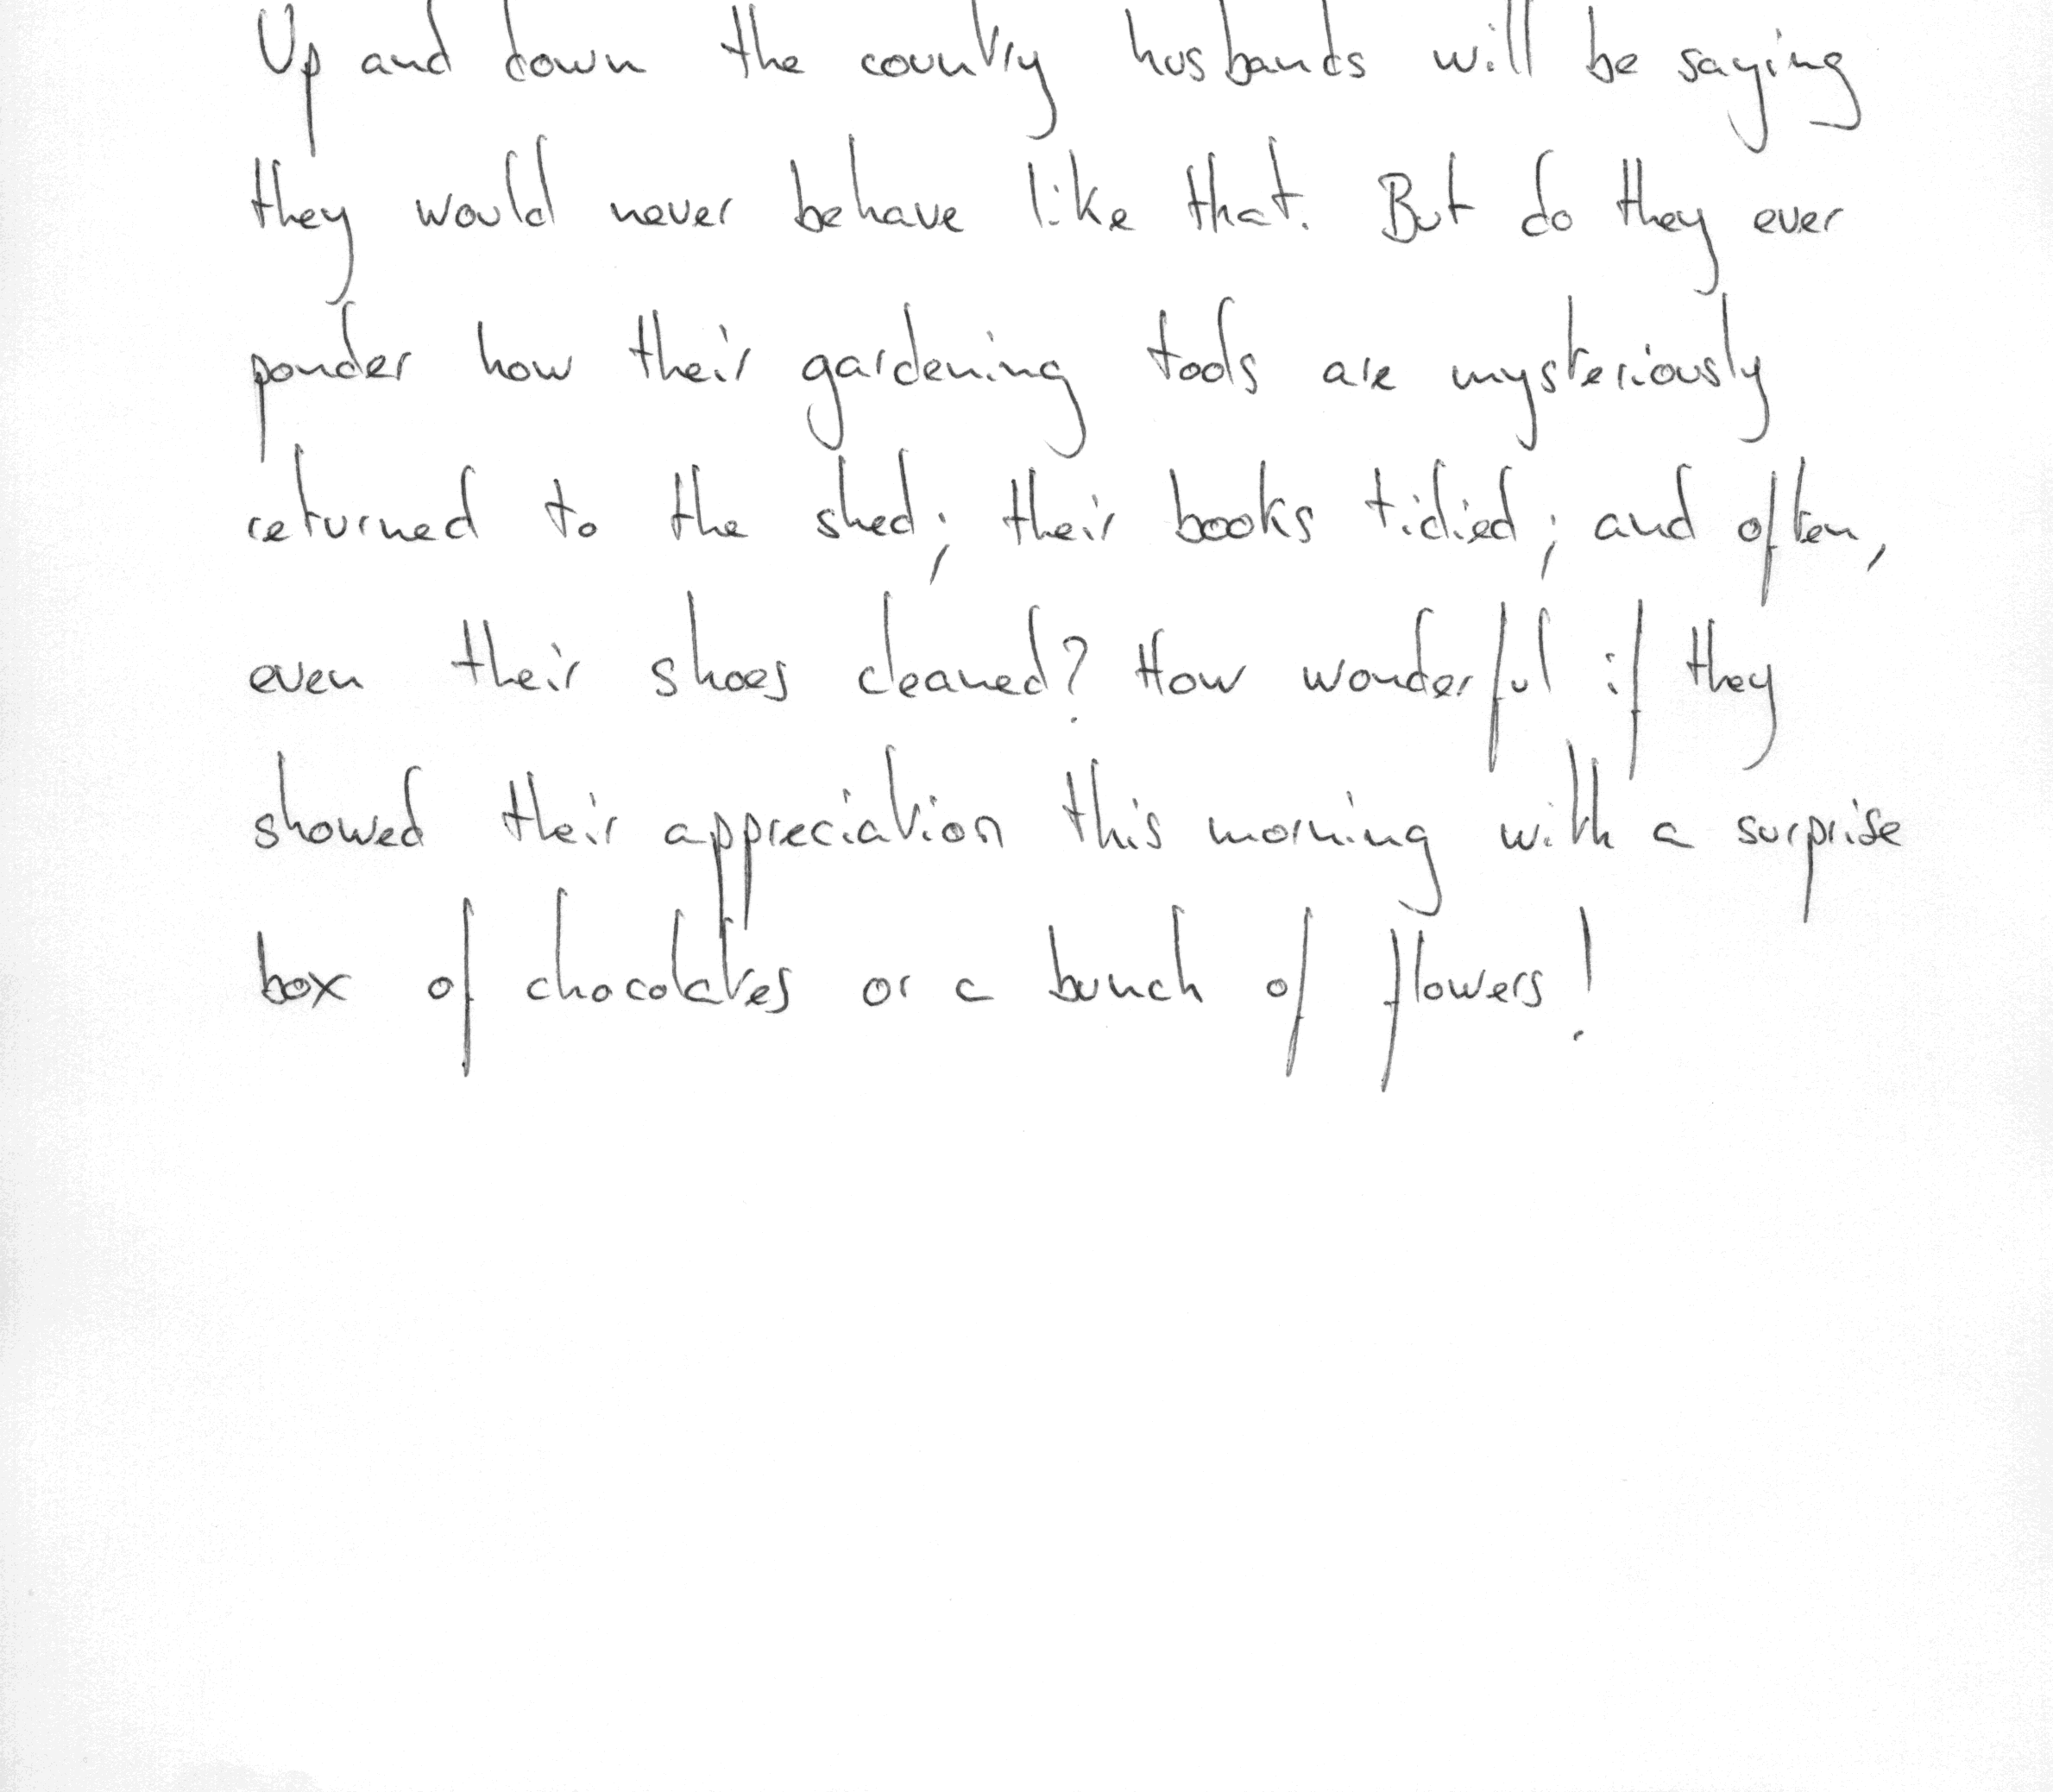 Up and down the country husbands will be saying
they would never behave like that. But do they ever
ponder how their gardening tools are mysteriously
returned to the shed; their books tidied; and often,
even their shoes cleaned? How wonderful if they
showed their appreciation this morning with a surprise
box of chocolates or a bunch of flowers!